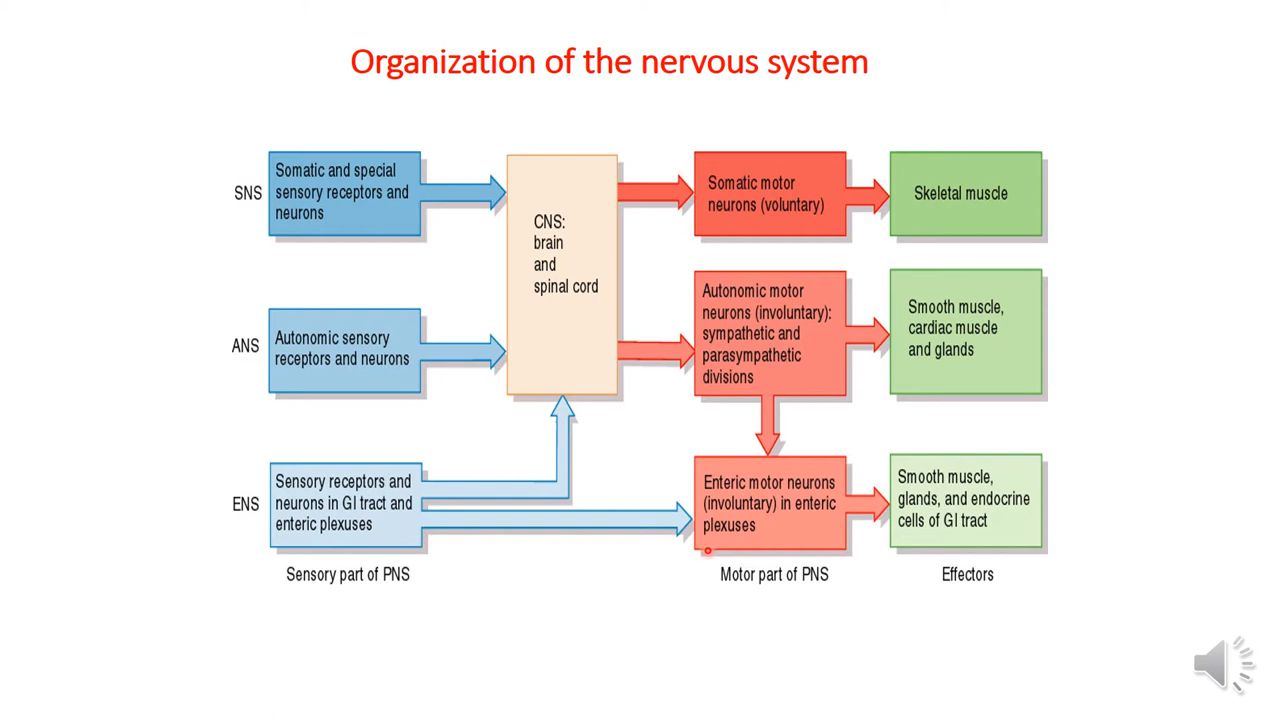 Organization of the nervous system
SNS
Somatic and special
sensory receptors and
neurons
CNS:
brain
and
spinal cord
Somatic motor
neurons (voluntary)
Skeletal muscle
ANS
Autonomic sensory
receptors and neurons
Autonomic motor
neurons (involuntary):
sympathetic and
parasympathetic
divisions
Smooth muscle,
cardiac muscle
and glands
ENS
Sensory receptors and
neurons in GI tract and
enteric plexuses
Enteric motor neurons
(involuntary) in enteric
plexuses
Smooth muscle,
glands, and endocrine
cells of GI tract
Sensory part of PNS
Motor part of PNS
Effectors